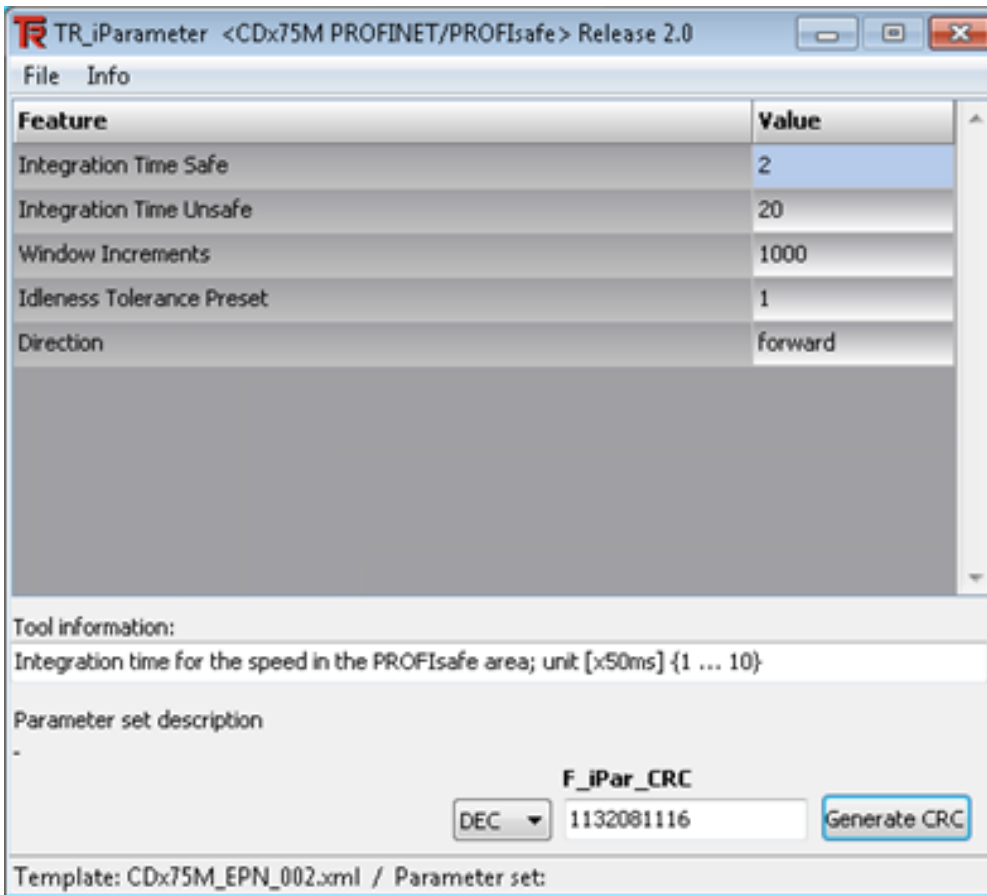 TR TR_iParameter <CDx75M PROFINET/PROFIsafe> Release 2.0
File Info
Feature Value
Integration Time Safe 2
Integration Time Unsafe 20
Window Increments 1000
Idleness Tolerance Preset 1
Direction forward
Tool information:
Integration time for the speed in the PROFIsafe area; unit [x50ms] {1 ... 10}
Parameter set description
-
F_iPar_CRC
DEC 1132081116 Generate CRC
Template: CDx75M_EPN_002.xml / Parameter set: